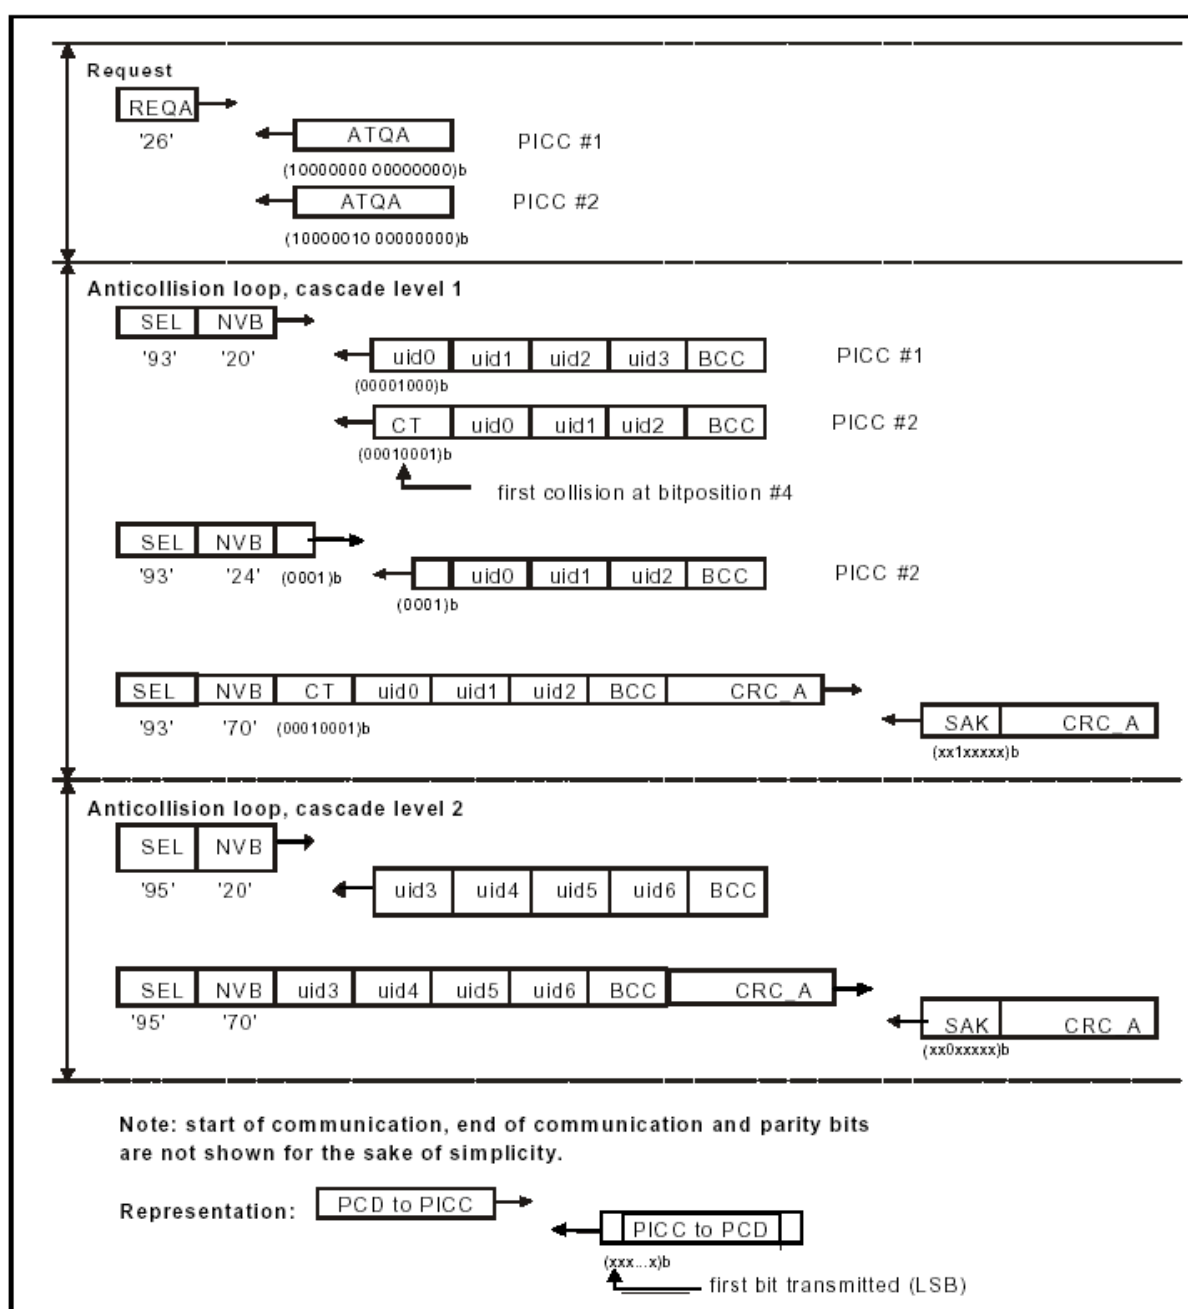 Request
REQA
'26'
ATQA PICC #1
(10000000 00000000)b
ATQA PICC #2
(10000010 00000000)b
Anticollision loop, cascade level 1
SEL NVB
'93' '20'
uid0 uid1 uid2 uid3 BCC PICC #1
(00001000)b
CT uid0 uid1 uid2 BCC PICC #2
(00010001)b
first collision at bitposition #4
SEL NVB
'93' '24' (0001)b
uid0 uid1 uid2 BCC PICC #2
(0001)b
SEL NVB CT uid0 uid1 uid2 BCC CRC_A
'93' '70' (00010001)b
SAK CRC_A
(xx1xxxxx)b
Anticollision loop, cascade level 2
SEL NVB
'95' '20'
uid3 uid4 uid5 uid6 BCC
SEL NVB uid3 uid4 uid5 uid6 BCC CRC_A
'95' '70'
SAK CRC A
(xx0xxxxx)b
Note: start of communication, end of communication and parity bits
are not shown for the sake of simplicity.
Representation: PCD to PICC
PICC to PCD
(xxx...x)b
first bit transmitted (LSB)